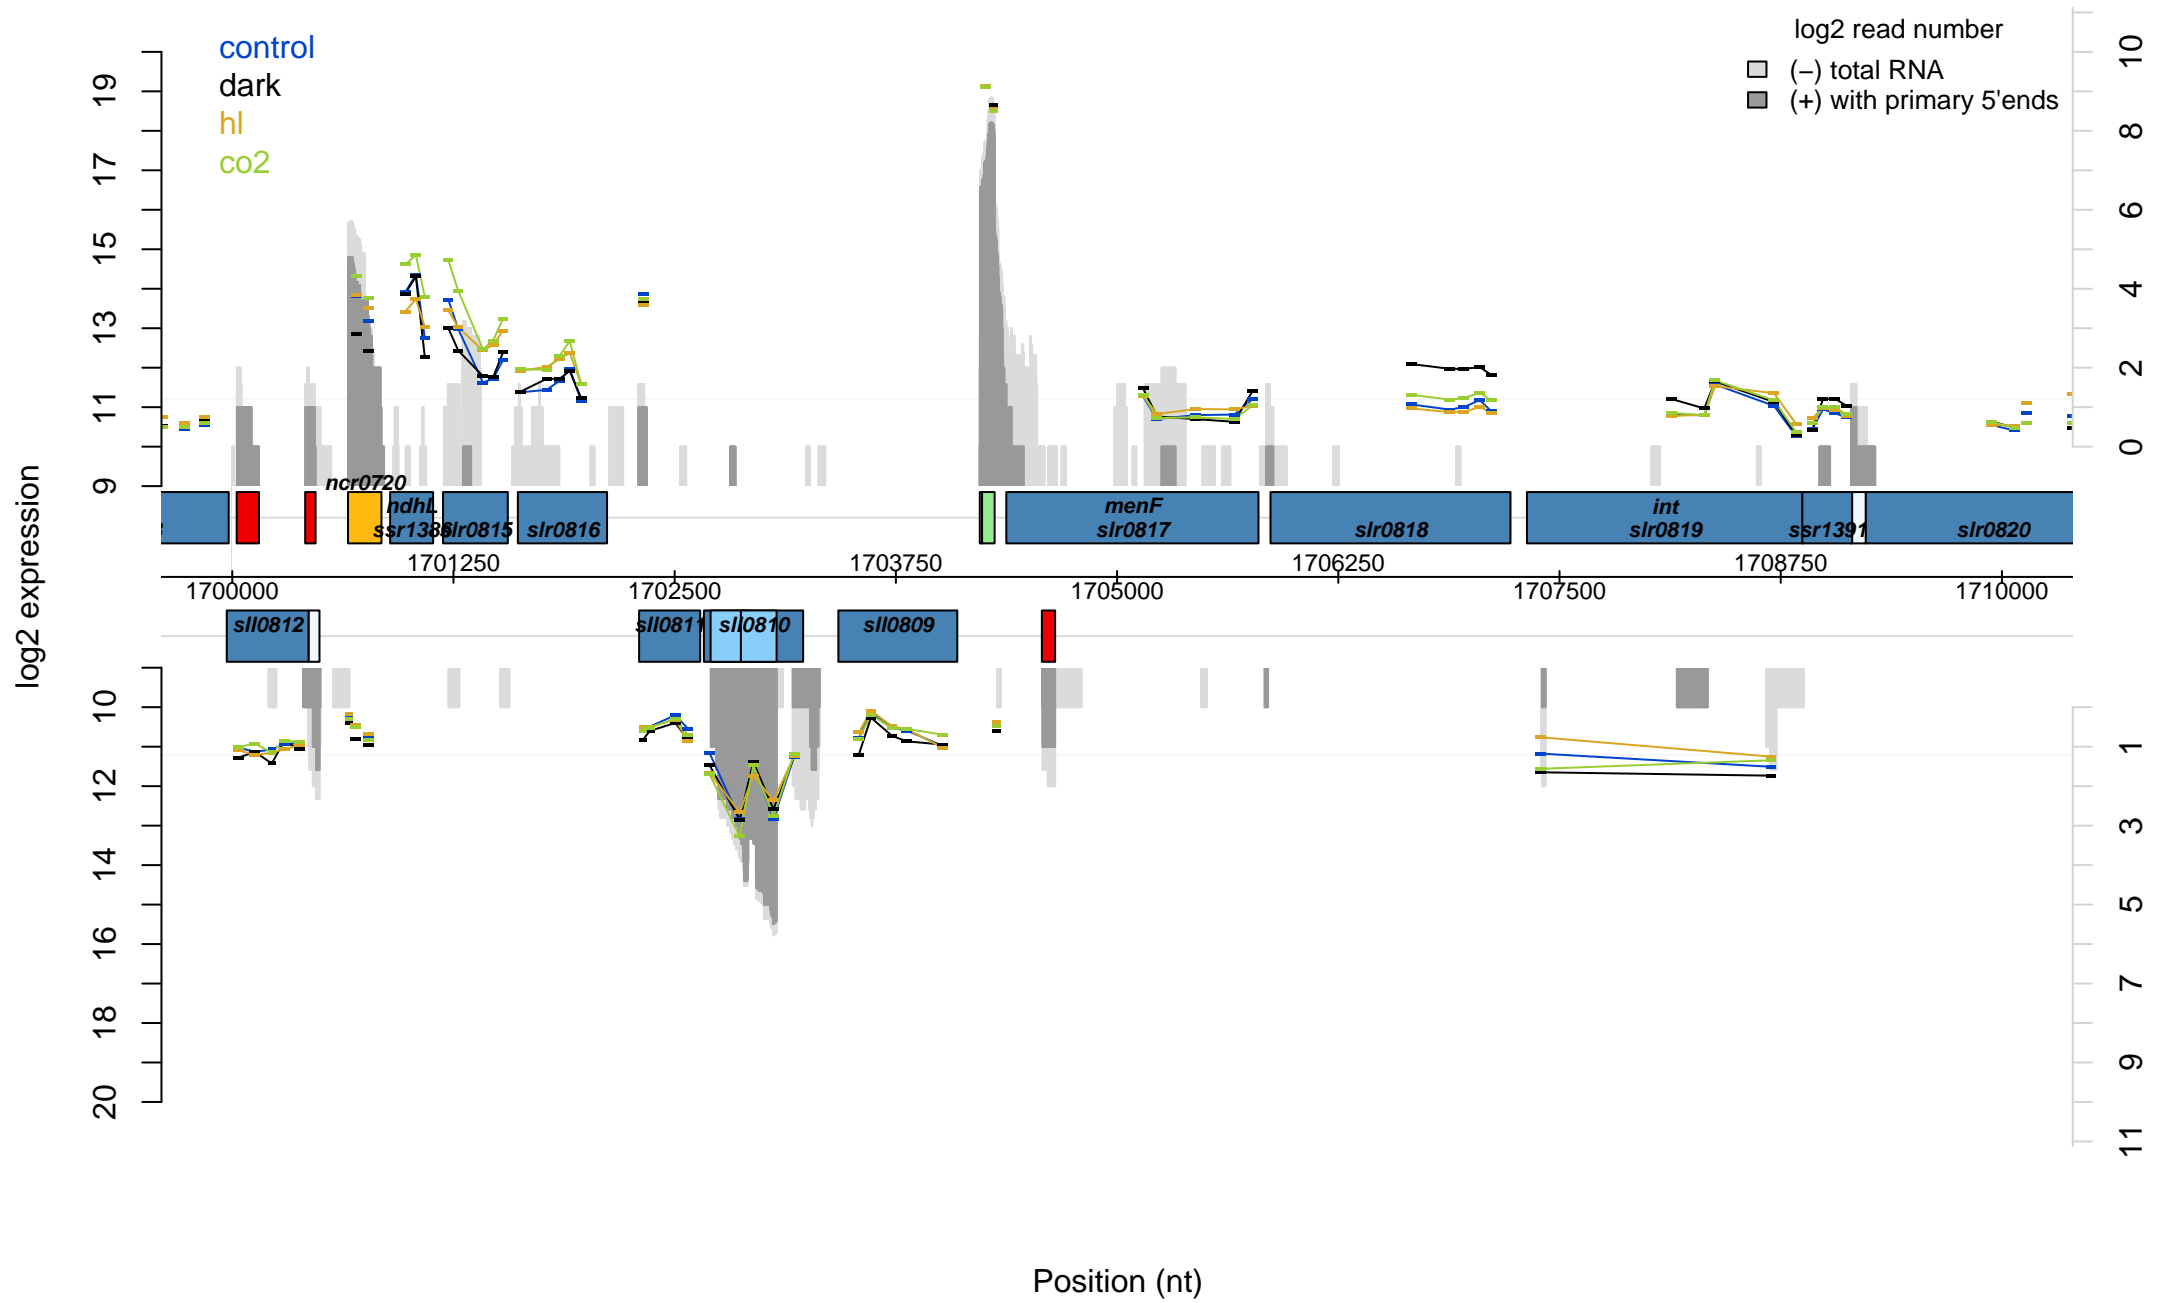 control
dark
hl
co2
log2 read number
(−) total RNA
(+) with primary 5'ends
19
17
15
13
11
9
10
8
6
4
2
0
log2 expression
ncr0720
ndhL
ssr1386
slr0815
slr0816
menF
slr0817
slr0818
int
slr0819
ssr1391
slr0820
1701250
1703750
1706250
1708750
1700000
1702500
1705000
1707500
1710000
sll0812
sll0811
sll0810
sll0809
10
12
14
16
18
20
1
3
5
7
9
11
Position (nt)